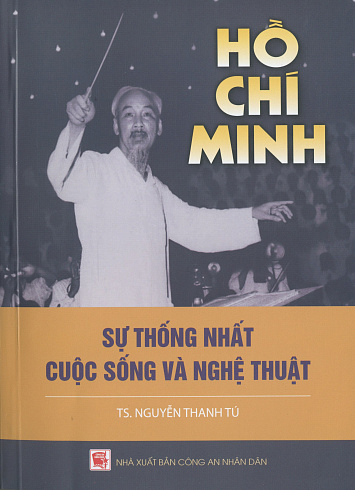 HỒ
CHÍ
MINH
SỰ THỐNG NHẤT
CUỘC SỐNG VÀ NGHỆ THUẬT
TS. NGUYỄN THANH TÚ
NHÀ XUẤT BẢN CÔNG AN NHÂN DÂN